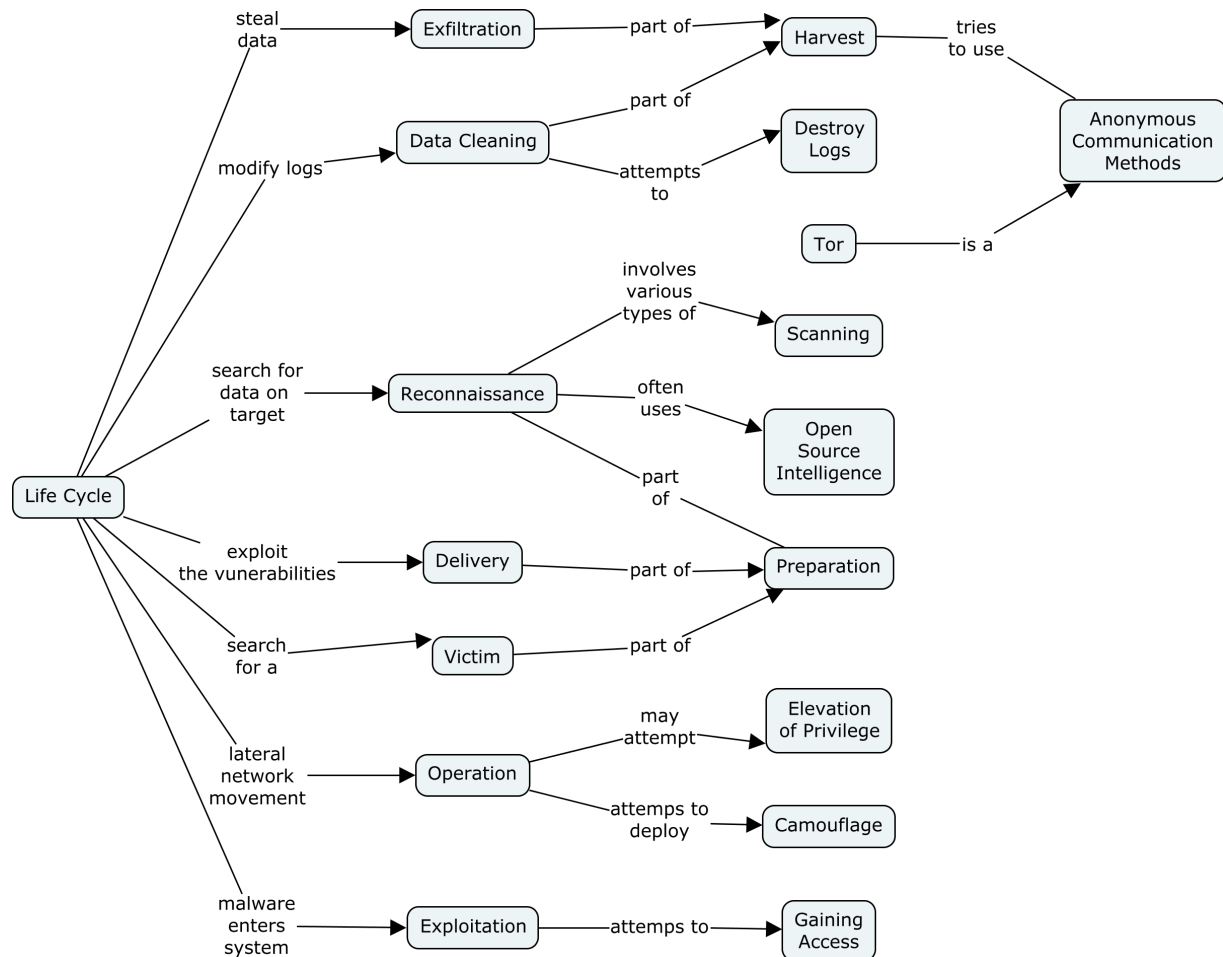 steal
data
Exfiltration
part of
Harvest
tries
to use
modify logs
Data Cleaning
part of
attempts
to
Destroy
Logs
Anonymous
Communication
Methods
Tor
is a
search for
data on
target
Reconnaissance
involves
various
types of
Scanning
often
uses
Open
Source
Intelligence
part
of
Life Cycle
exploit
the vunerabilities
Delivery
part of
Preparation
search
for a
Victim
part of
lateral
network
movement
Operation
may
attempt
Elevation
of Privilege
attemps to
deploy
Camouflage
malware
enters
system
Exploitation
attemps to
Gaining
Access